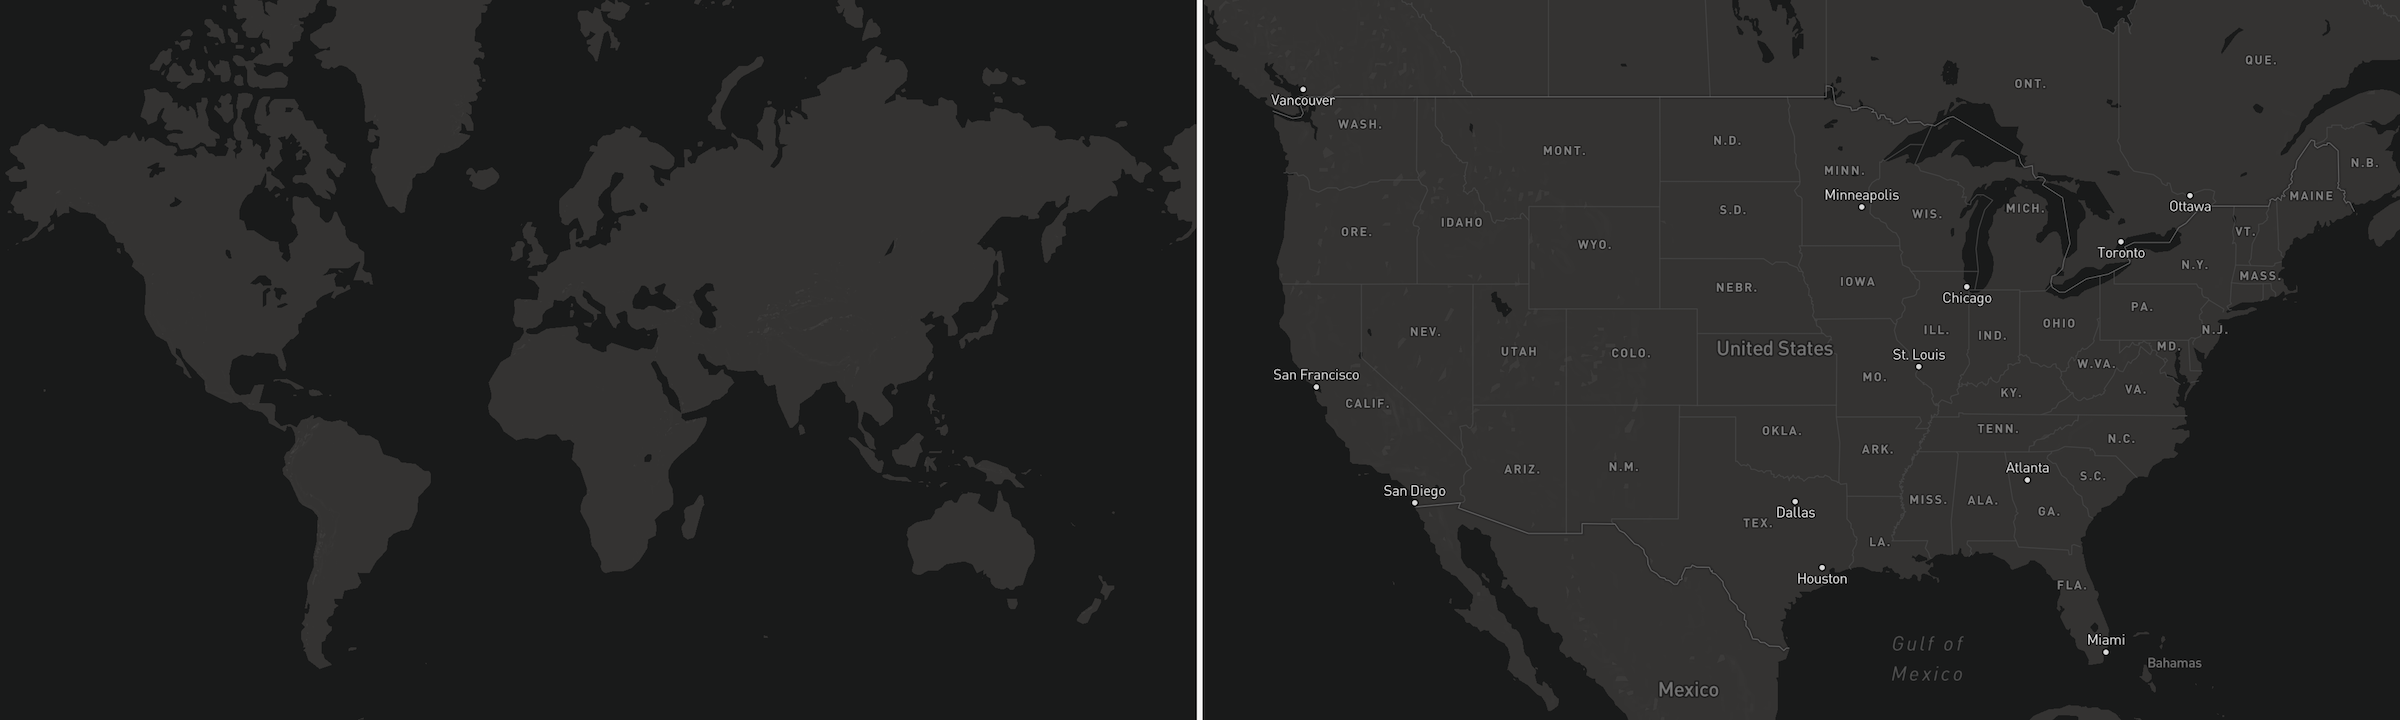 QUE.
ONT.
Vancouver
WASH.
MONT.
N.D.
N.B.
MINN.
Minneapolis
MAINE
Ottawa
S.D.
MICH.
WIS.
IDAHO
ORE.
VT.
WYO.
Toronto
N.Y.
MASS.
IOWA
NEBR.
Chicago
PA.
OHIO
N.J.
ILL.
NEV.
IND.
United States
MD.
UTAH
COLO.
St. Louis
W.VA.
San Francisco
MO.
VA.
KY.
CALIF.
TENN.
OKLA.
N.C.
ARK.
N.M.
Atlanta
ARIZ.
S.C.
San Diego
MISS.
ALA.
GA.
Dallas
TEX.
LA.
Houston
FLA.
Miami
Gulf of
Mexico
Bahamas
Mexico